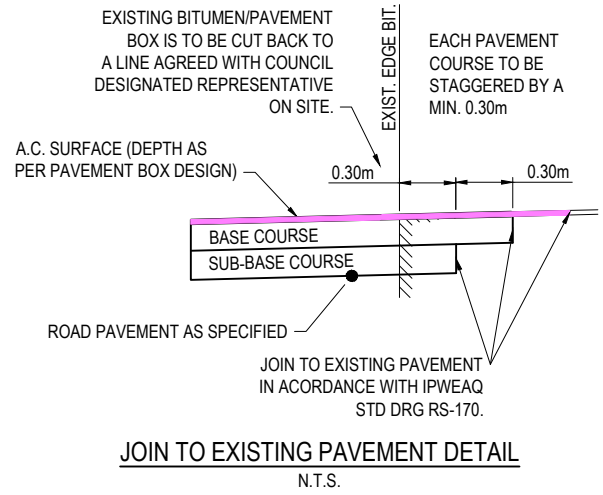 EXISTING BITUMEN/PAVEMENT
BOX IS TO BE CUT BACK TO
A LINE AGREED WITH COUNCIL
DESIGNATED REPRESENTATIVE
ON SITE.
EXIST. EDGE BIT.
EACH PAVEMENT
COURSE TO BE
STAGGERED BY A
MIN. 0.30m
A.C. SURFACE (DEPTH AS
PER PAVEMENT BOX DESIGN)
0.30m
0.30m
BASE COURSE
SUB-BASE COURSE
ROAD PAVEMENT AS SPECIFIED
JOIN TO EXISTING PAVEMENT
IN ACORDANCE WITH IPWEAQ
STD DRG RS-170.
JOIN TO EXISTING PAVEMENT DETAIL
N.T.S.